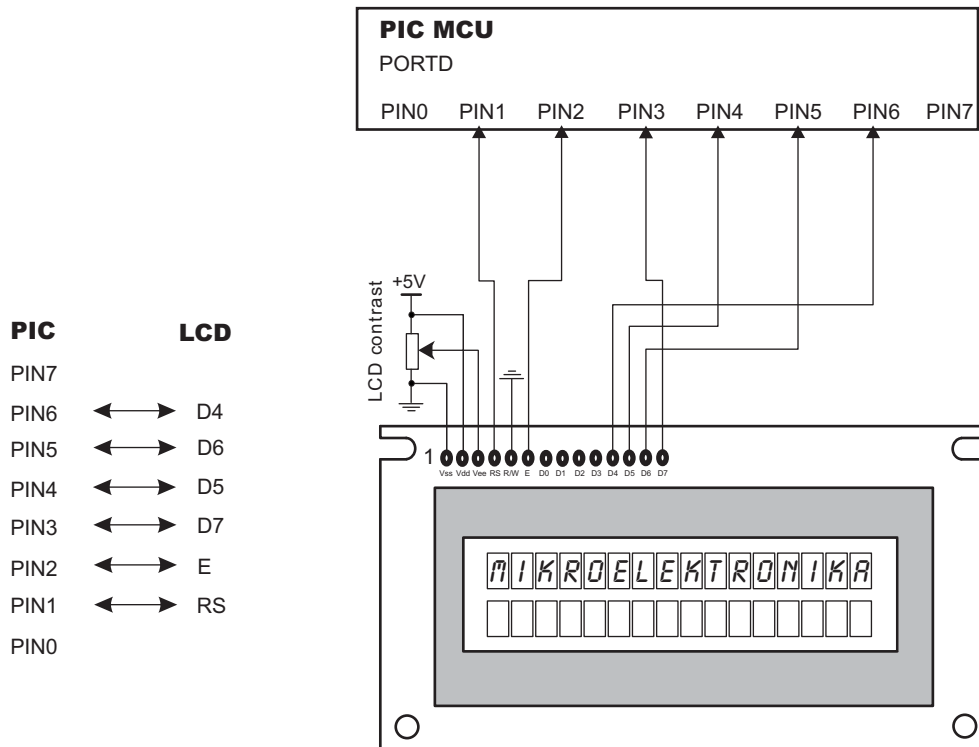 PIC MCU
PORTD
PIN0 PIN1 PIN2 PIN3 PIN4 PIN5 PIN6 PIN7
+5V
LCD contrast
PIC LCD
PIN7
PIN6 D4
PIN5 D6
PIN4 D5
PIN3 D7
PIN2 E
PIN1 RS
PIN0
1
Vss Vdd Vee RS R/W E D0 D1 D2 D3 D4 D5 D6 D7
MIKROELEKTRONIKA